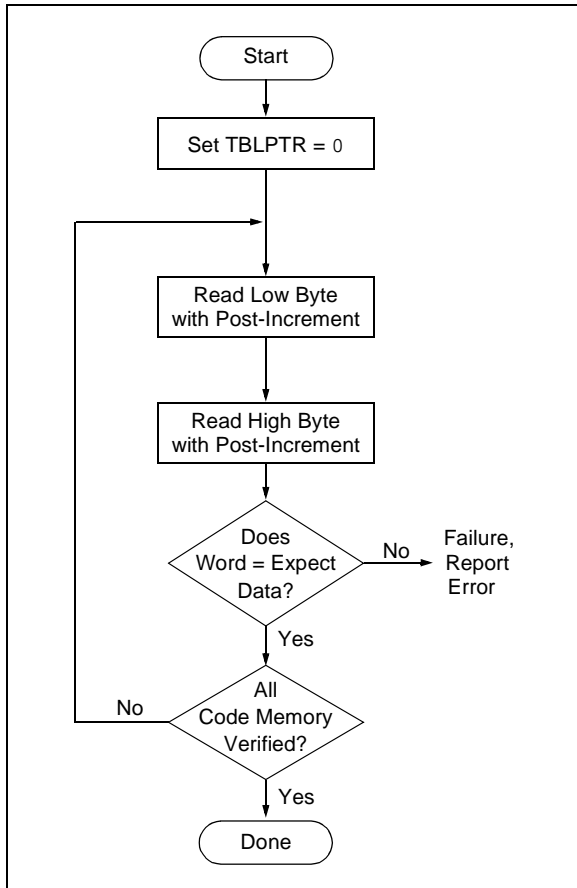 Start
Set TBLPTR = 0
Read Low Byte
with Post-Increment
Read High Byte
with Post-Increment
Does
Word = Expect
Data?
No
Failure,
Report
Error
Yes
All
Code Memory
Verified?
No
Yes
Done